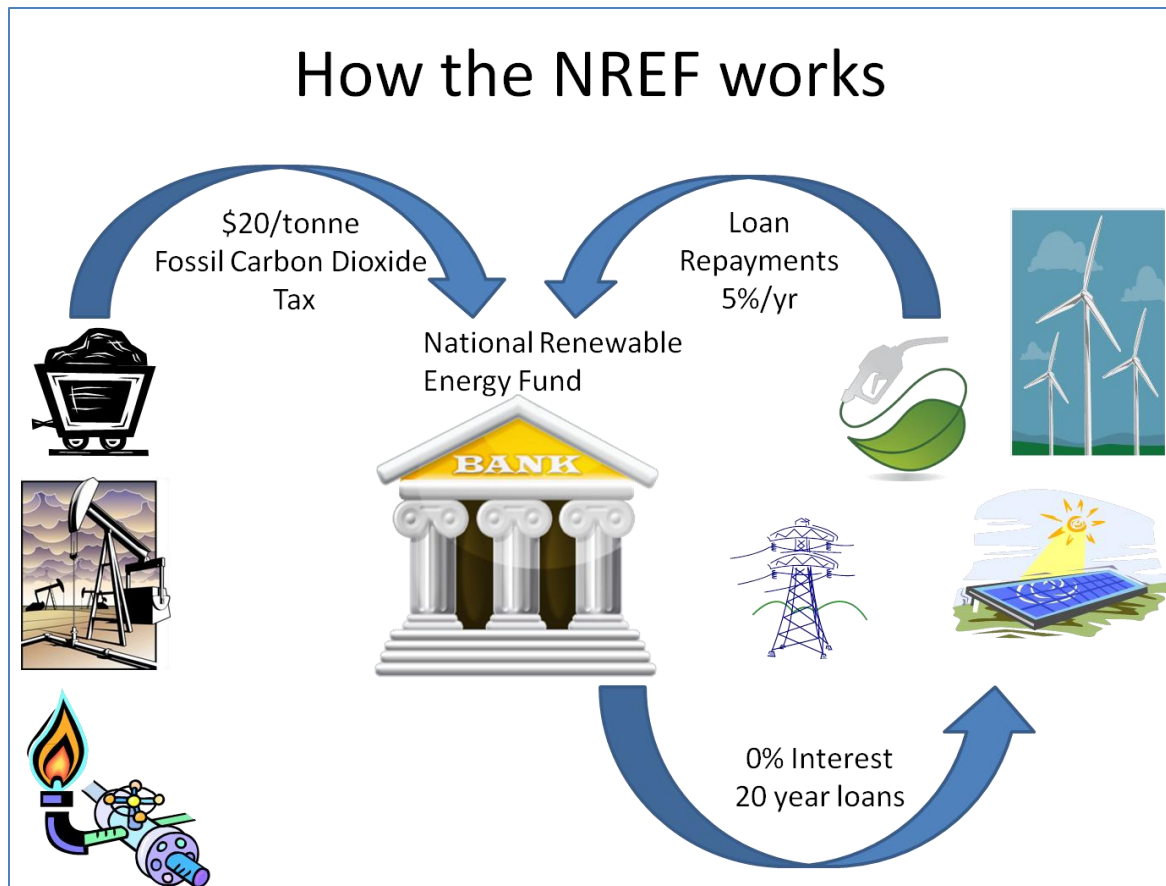 How the NREF works
$20/tonne
Fossil Carbon Dioxide
Tax
Loan
Repayments
5%/yr
National Renewable
Energy Fund
BANK
0% Interest
20 year loans